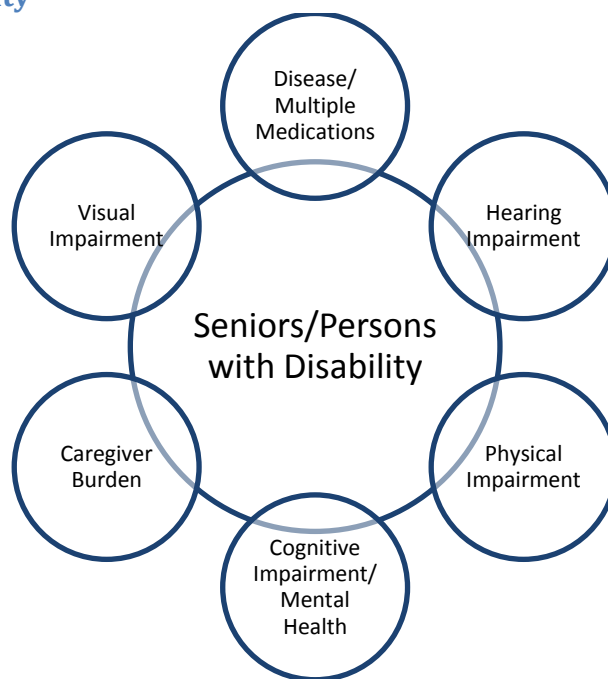 Disease/
Multiple
Medications
Hearing
Impairment
Physical
Impairment
Cognitive
Impairment/
Mental
Health
Caregiver
Burden
Visual
Impairment
Seniors/Persons
with Disability